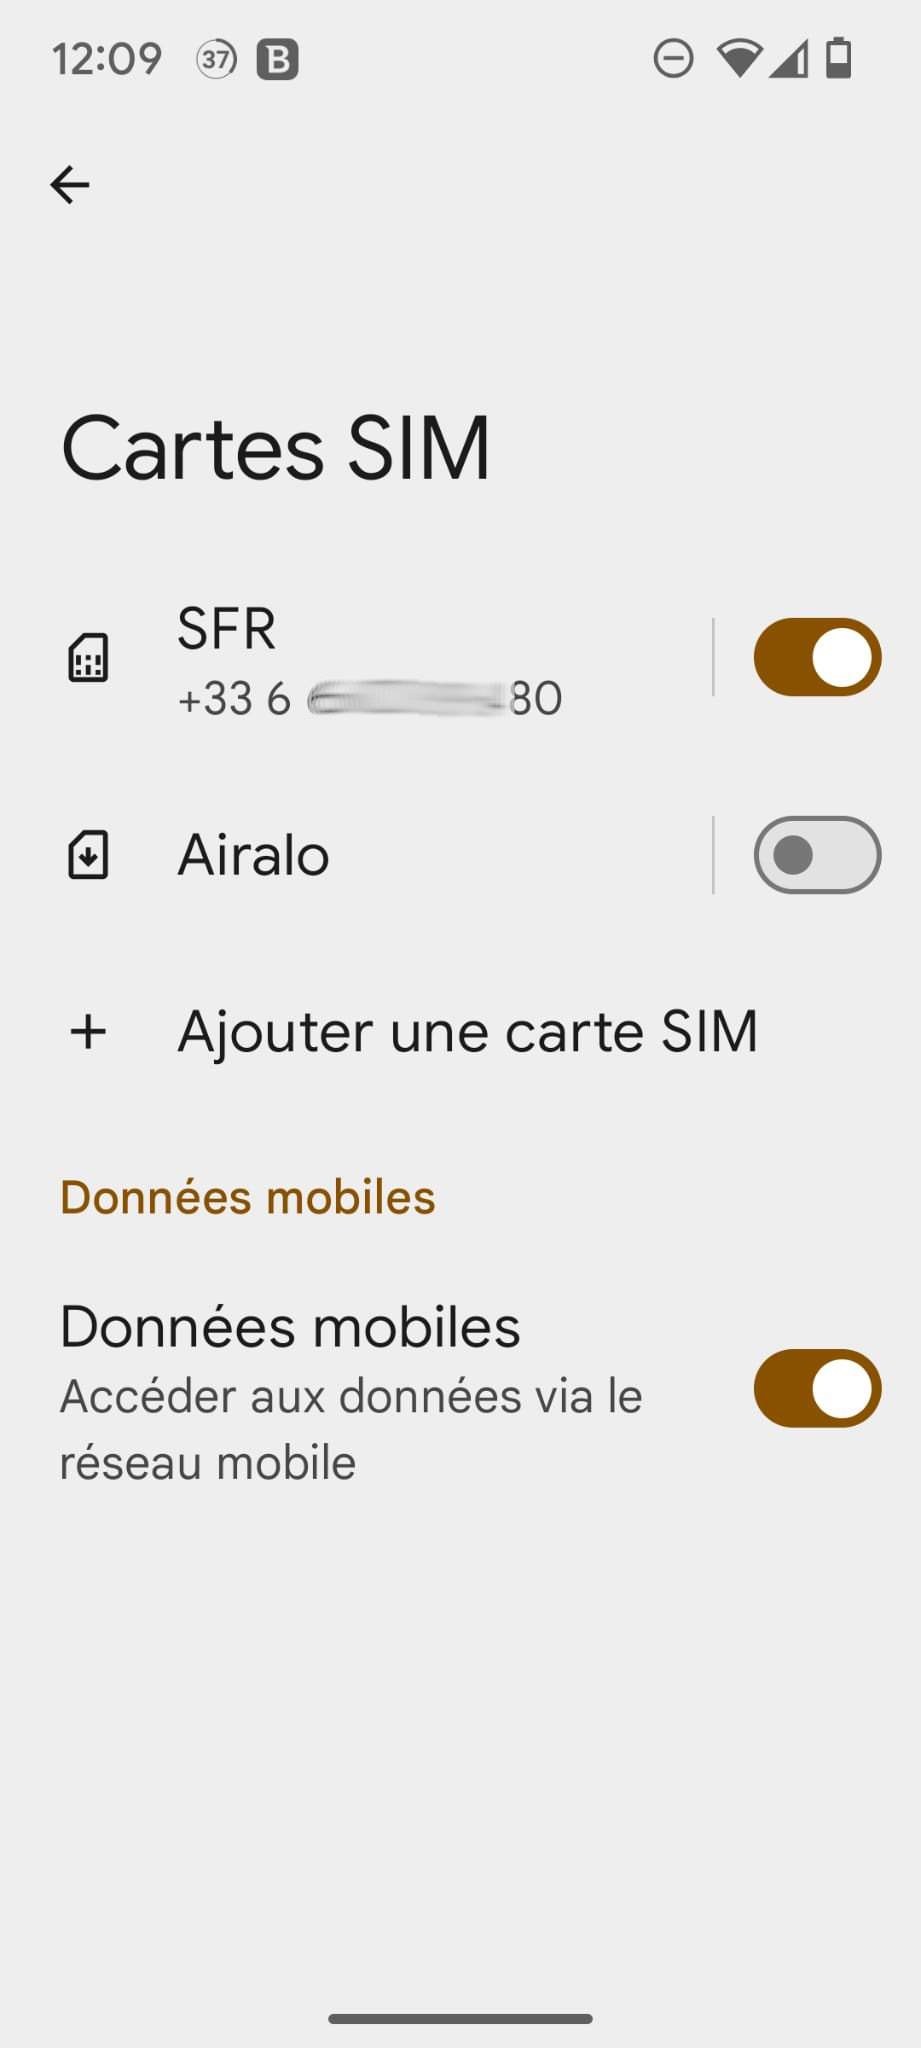 12:09 37 B
Cartes SIM
SFR
+33 6 80
Airalo
Ajouter une carte SIM
Données mobiles
Données mobiles
Accéder aux données via le
réseau mobile